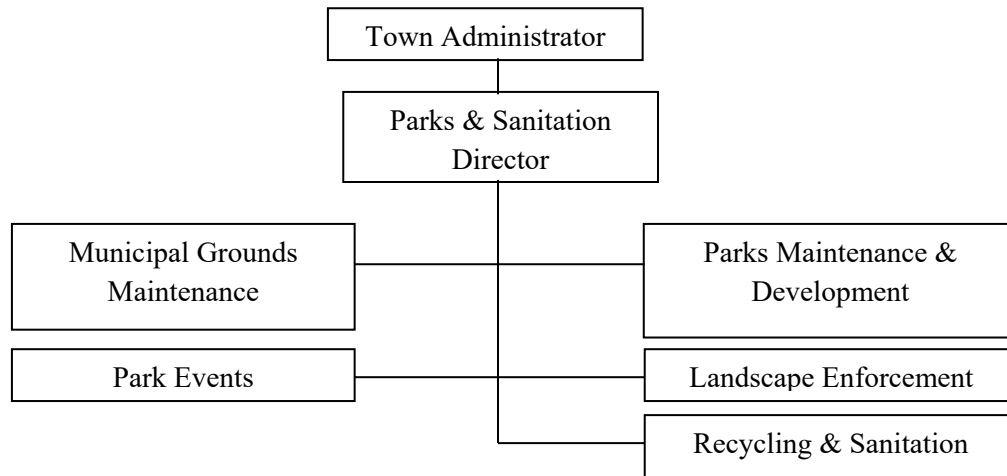 Town Administrator
Parks & Sanitation
Director
Municipal Grounds
Maintenance
Parks Maintenance &
Development
Park Events
Landscape Enforcement
Recycling & Sanitation